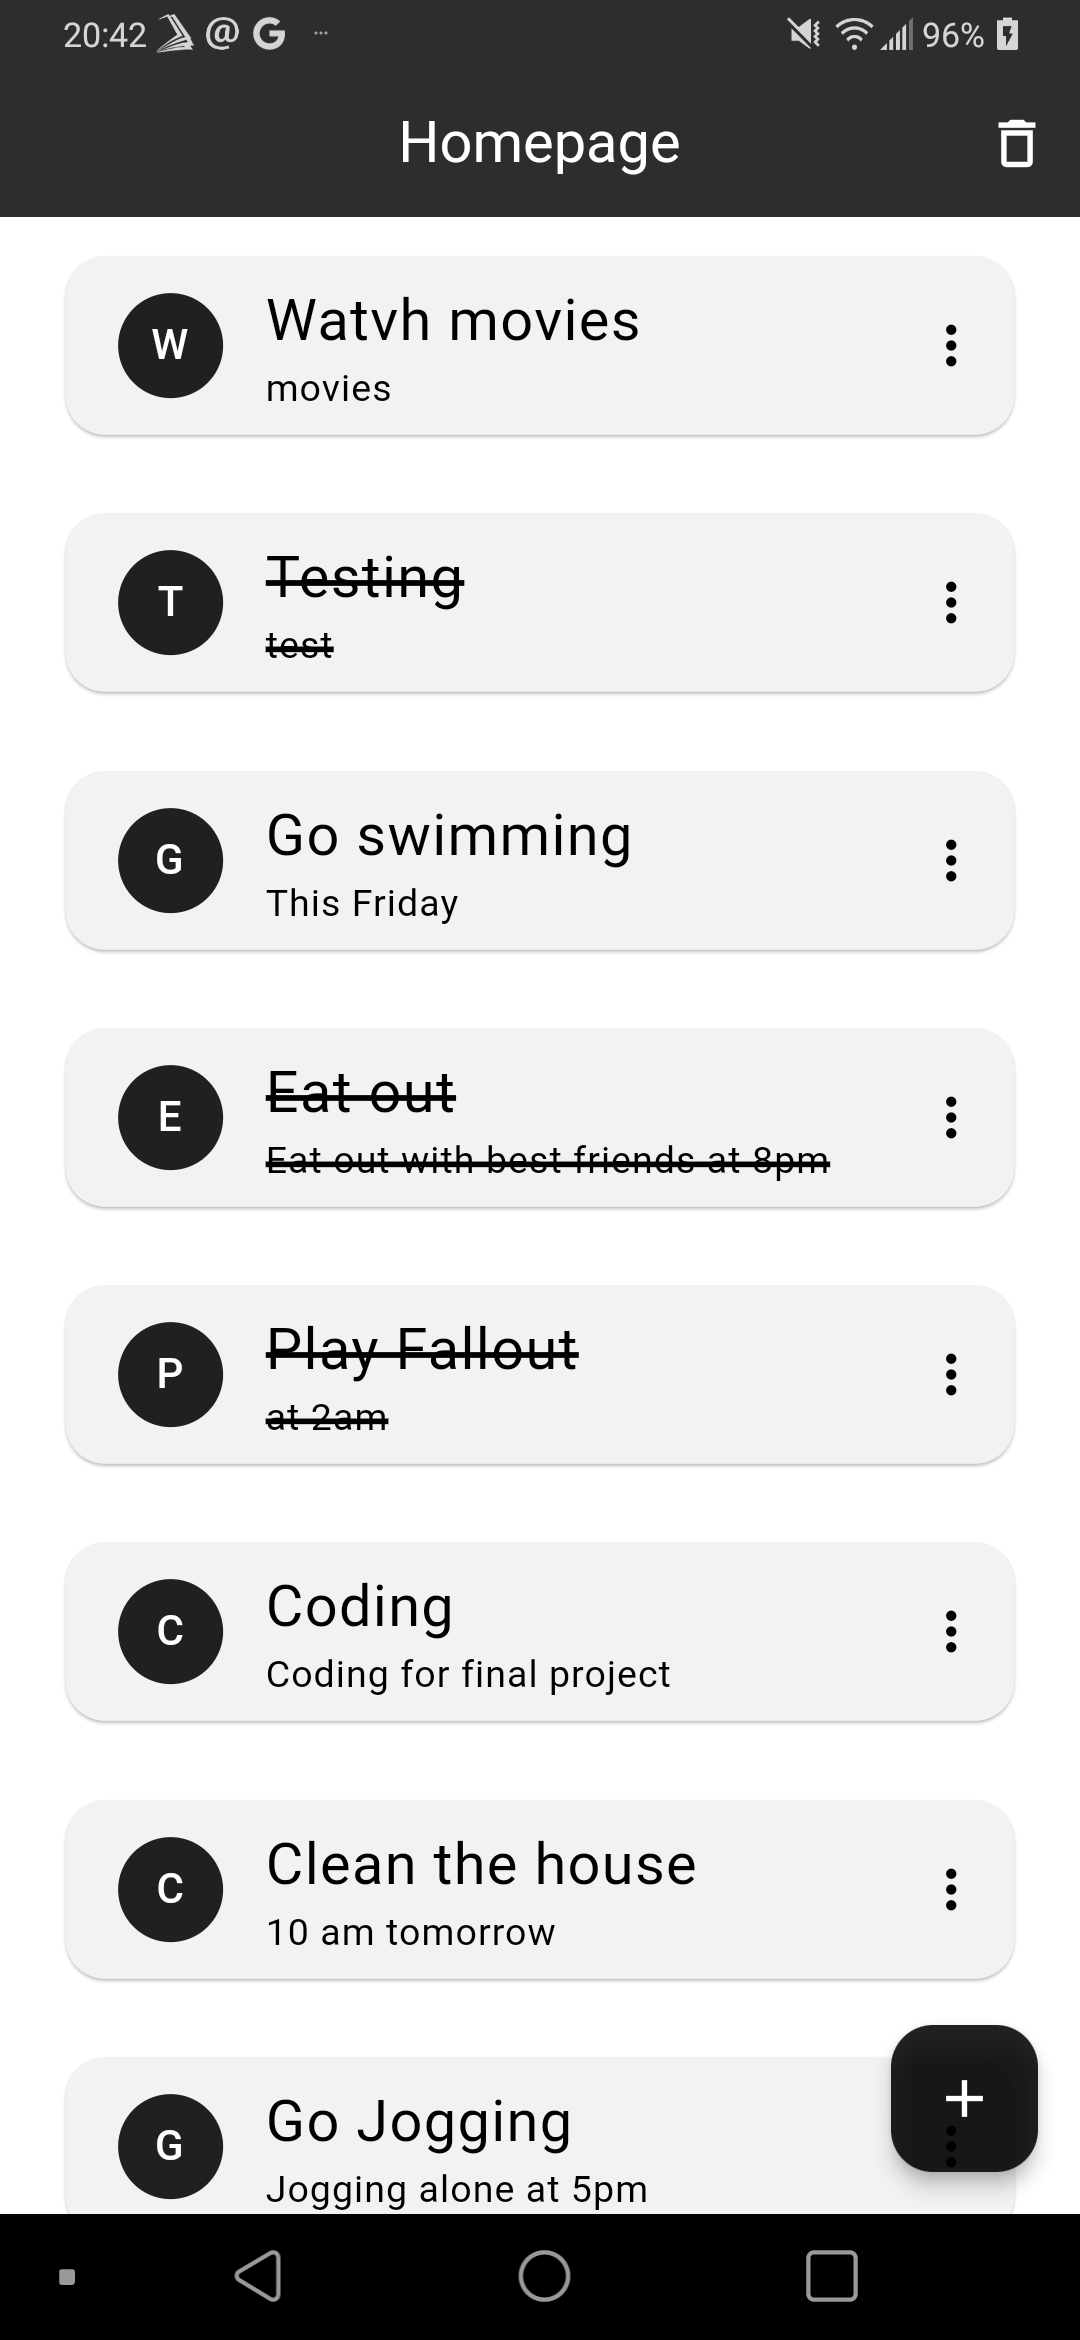 20:42 @ G ... 96%
Homepage
W
Watvh movies
movies
T
Testing
test
G
Go swimming
This Friday
E
Eat out
Eat out with best friends at 8pm
P
Play Fallout
at 2am
C
Coding
Coding for final project
C
Clean the house
10 am tomorrow
G
Go Jogging
Jogging alone at 5pm
+